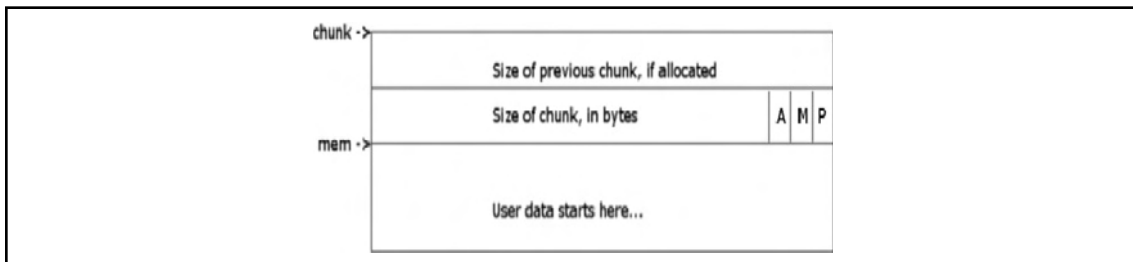 chunk ->
Size of previous chunk, if allocated
Size of chunk, in bytes A M P
mem ->
User data starts here...